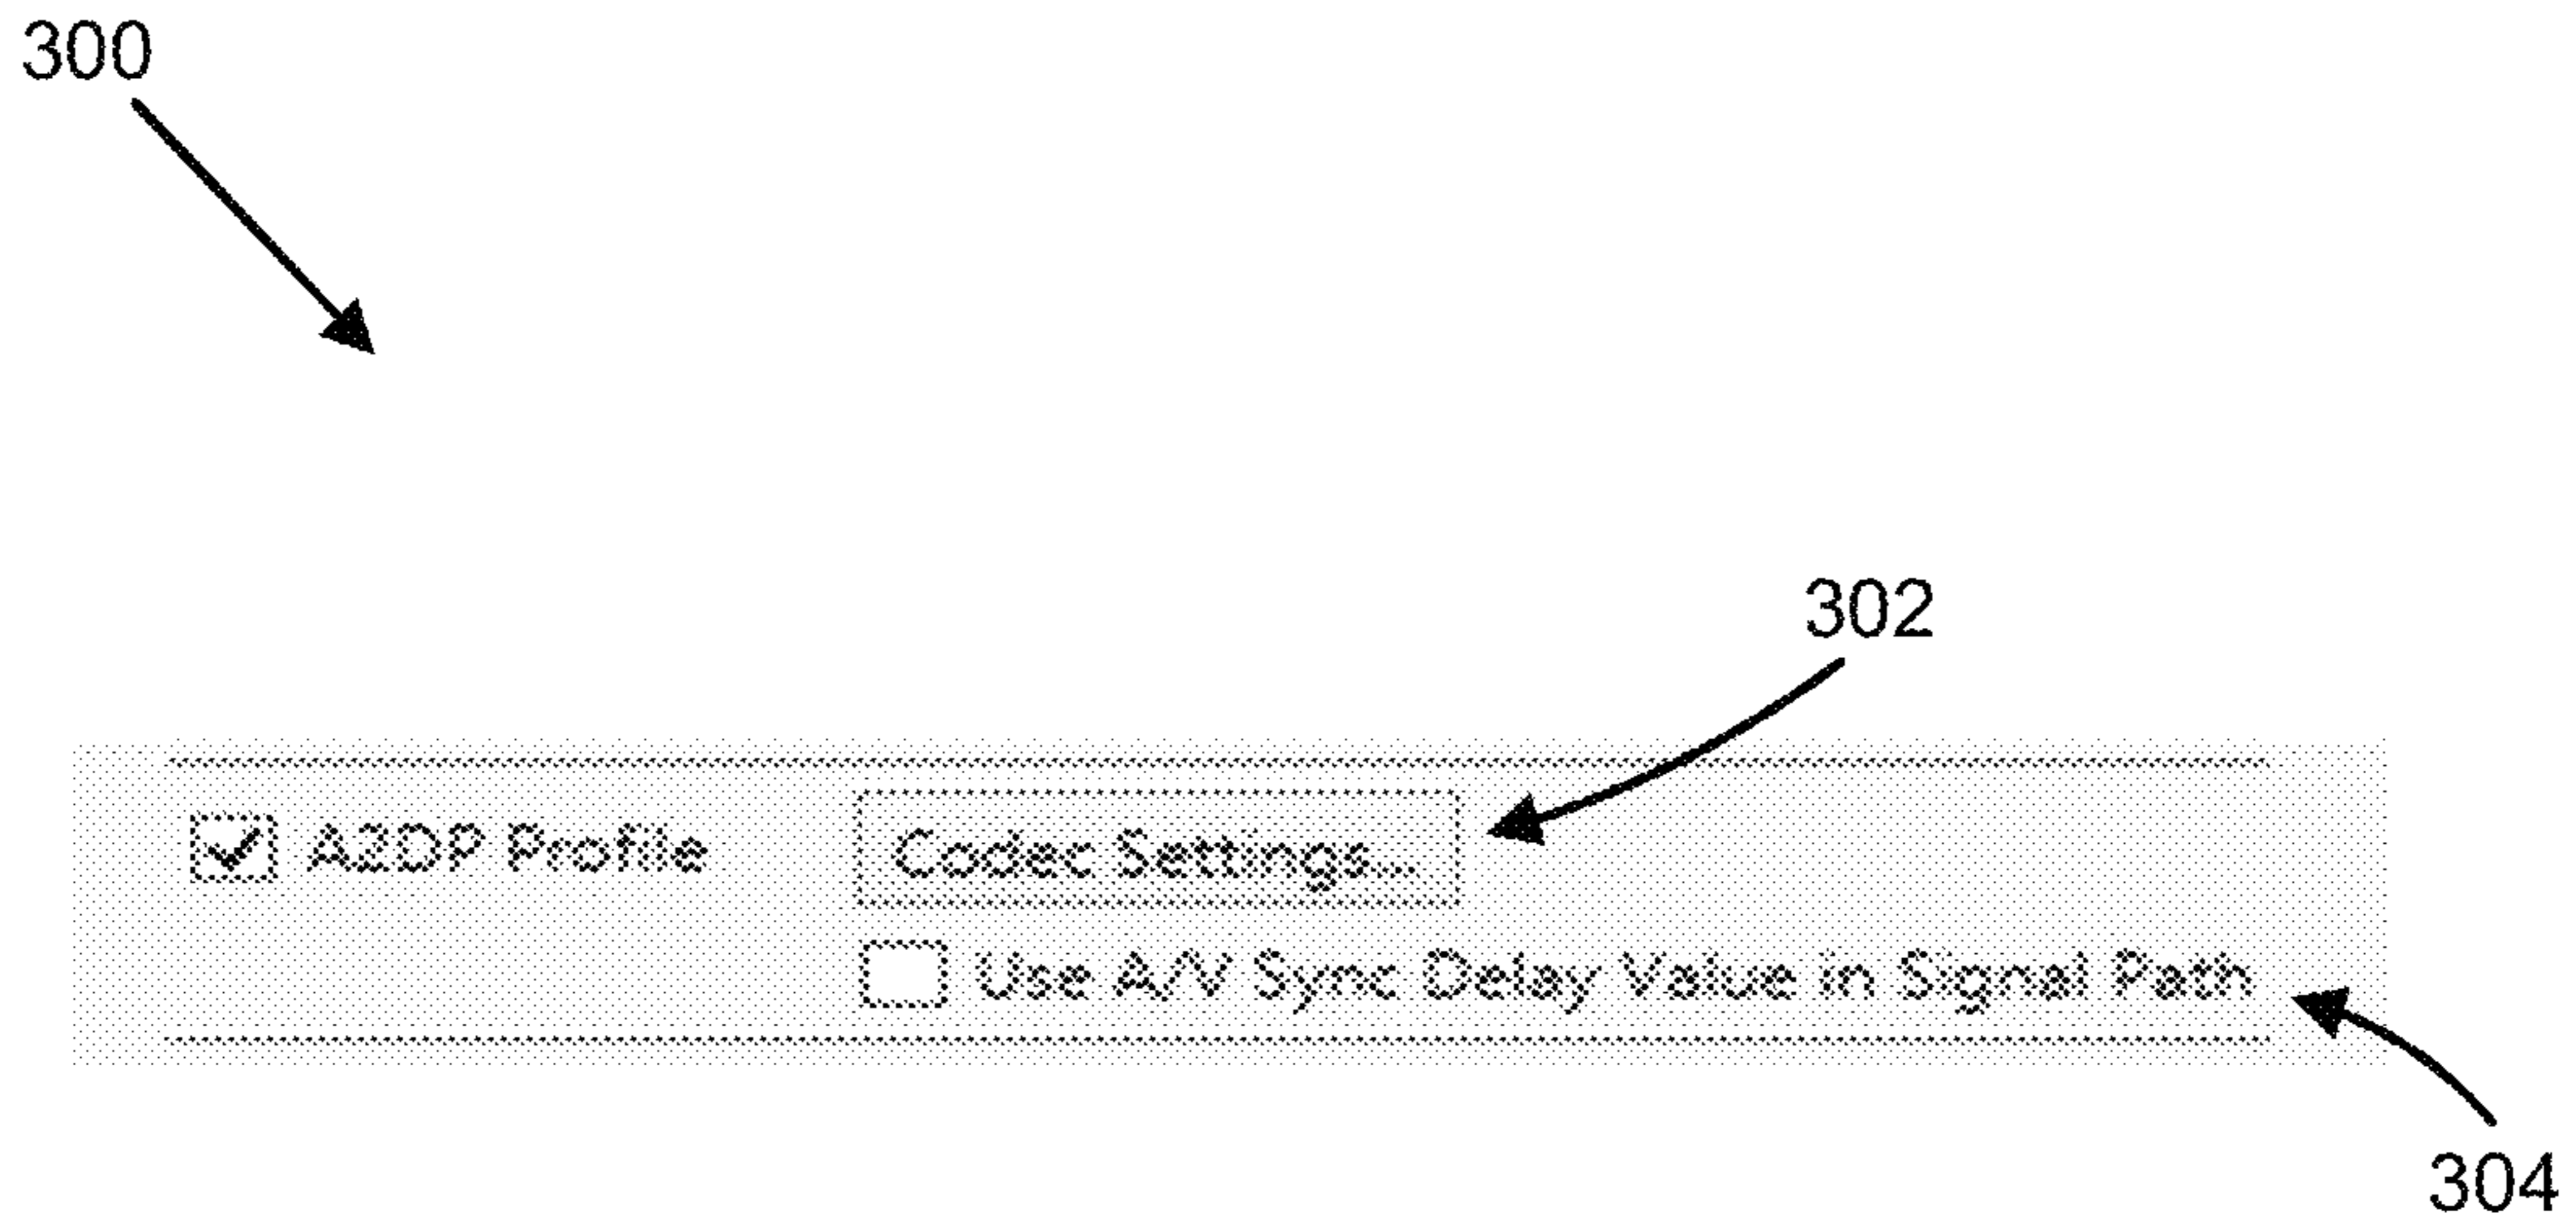 300
302
A2DP Profile Codec Settings...
Use A/V Sync Delay Value in Signal Path
304